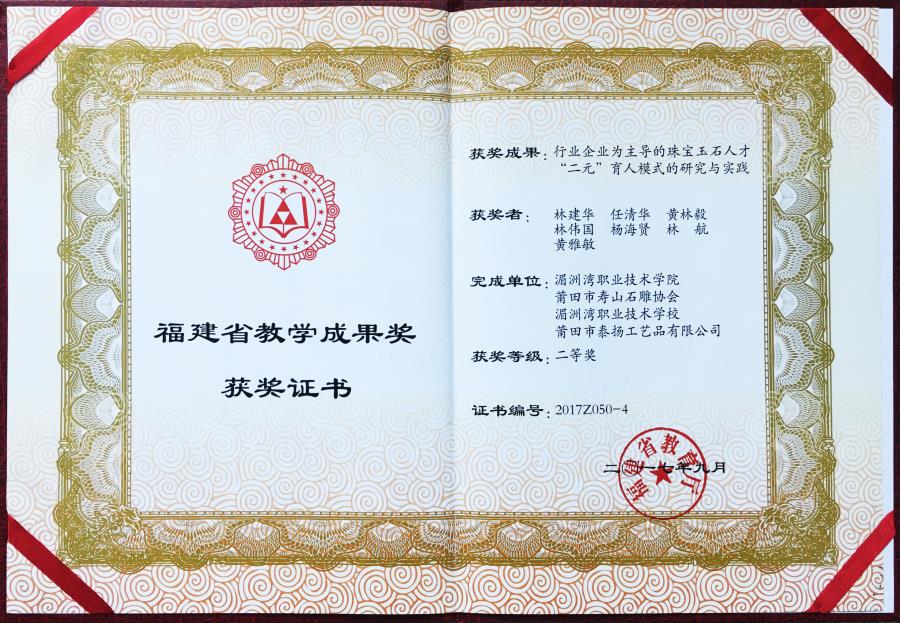 福建省教学成果奖
获奖证书
获奖成果：行业企业为主导的珠宝玉石人才
“二元”育人模式的研究与实践
获奖者： 林建华 任清华 黄林毅
林伟国 杨海贤 林 航
黄雅敏
完成单位：湄洲湾职业技术学院
莆田市寿山石雕协会
湄洲湾职业技术学校
莆田市泰扬工艺品有限公司
获奖等级：二等奖
证书编号：2017Z050-4
二〇一七年九月
福建省教育厅